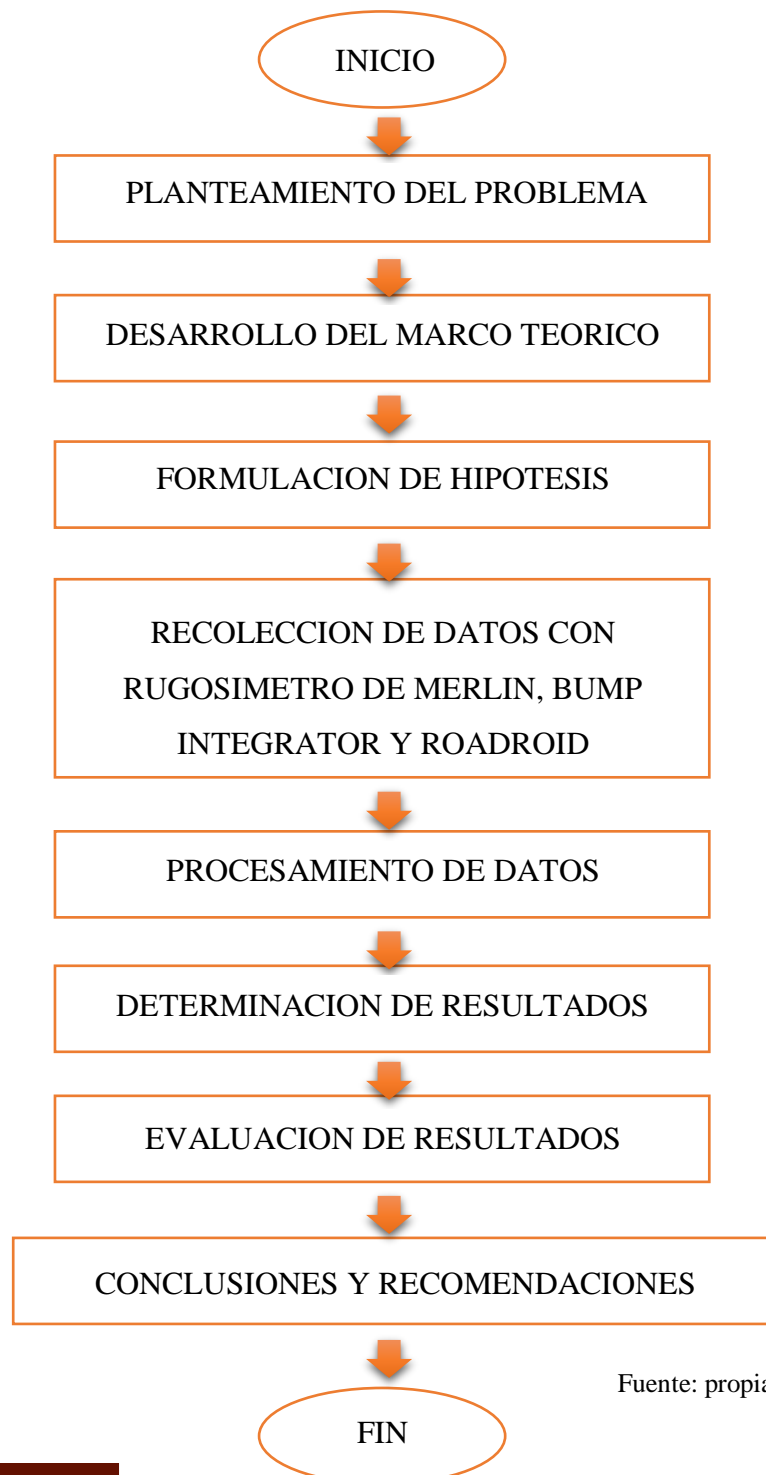 INICIO
PLANTEAMIENTO DEL PROBLEMA
DESARROLLO DEL MARCO TEORICO
FORMULACION DE HIPOTESIS
RECOLECCION DE DATOS CON
RUGOSIMETRO DE MERLIN, BUMP
INTEGRATOR Y ROADROID
PROCESAMIENTO DE DATOS
DETERMINACION DE RESULTADOS
EVALUACION DE RESULTADOS
CONCLUSIONES Y RECOMENDACIONES
Fuente: propia
FIN